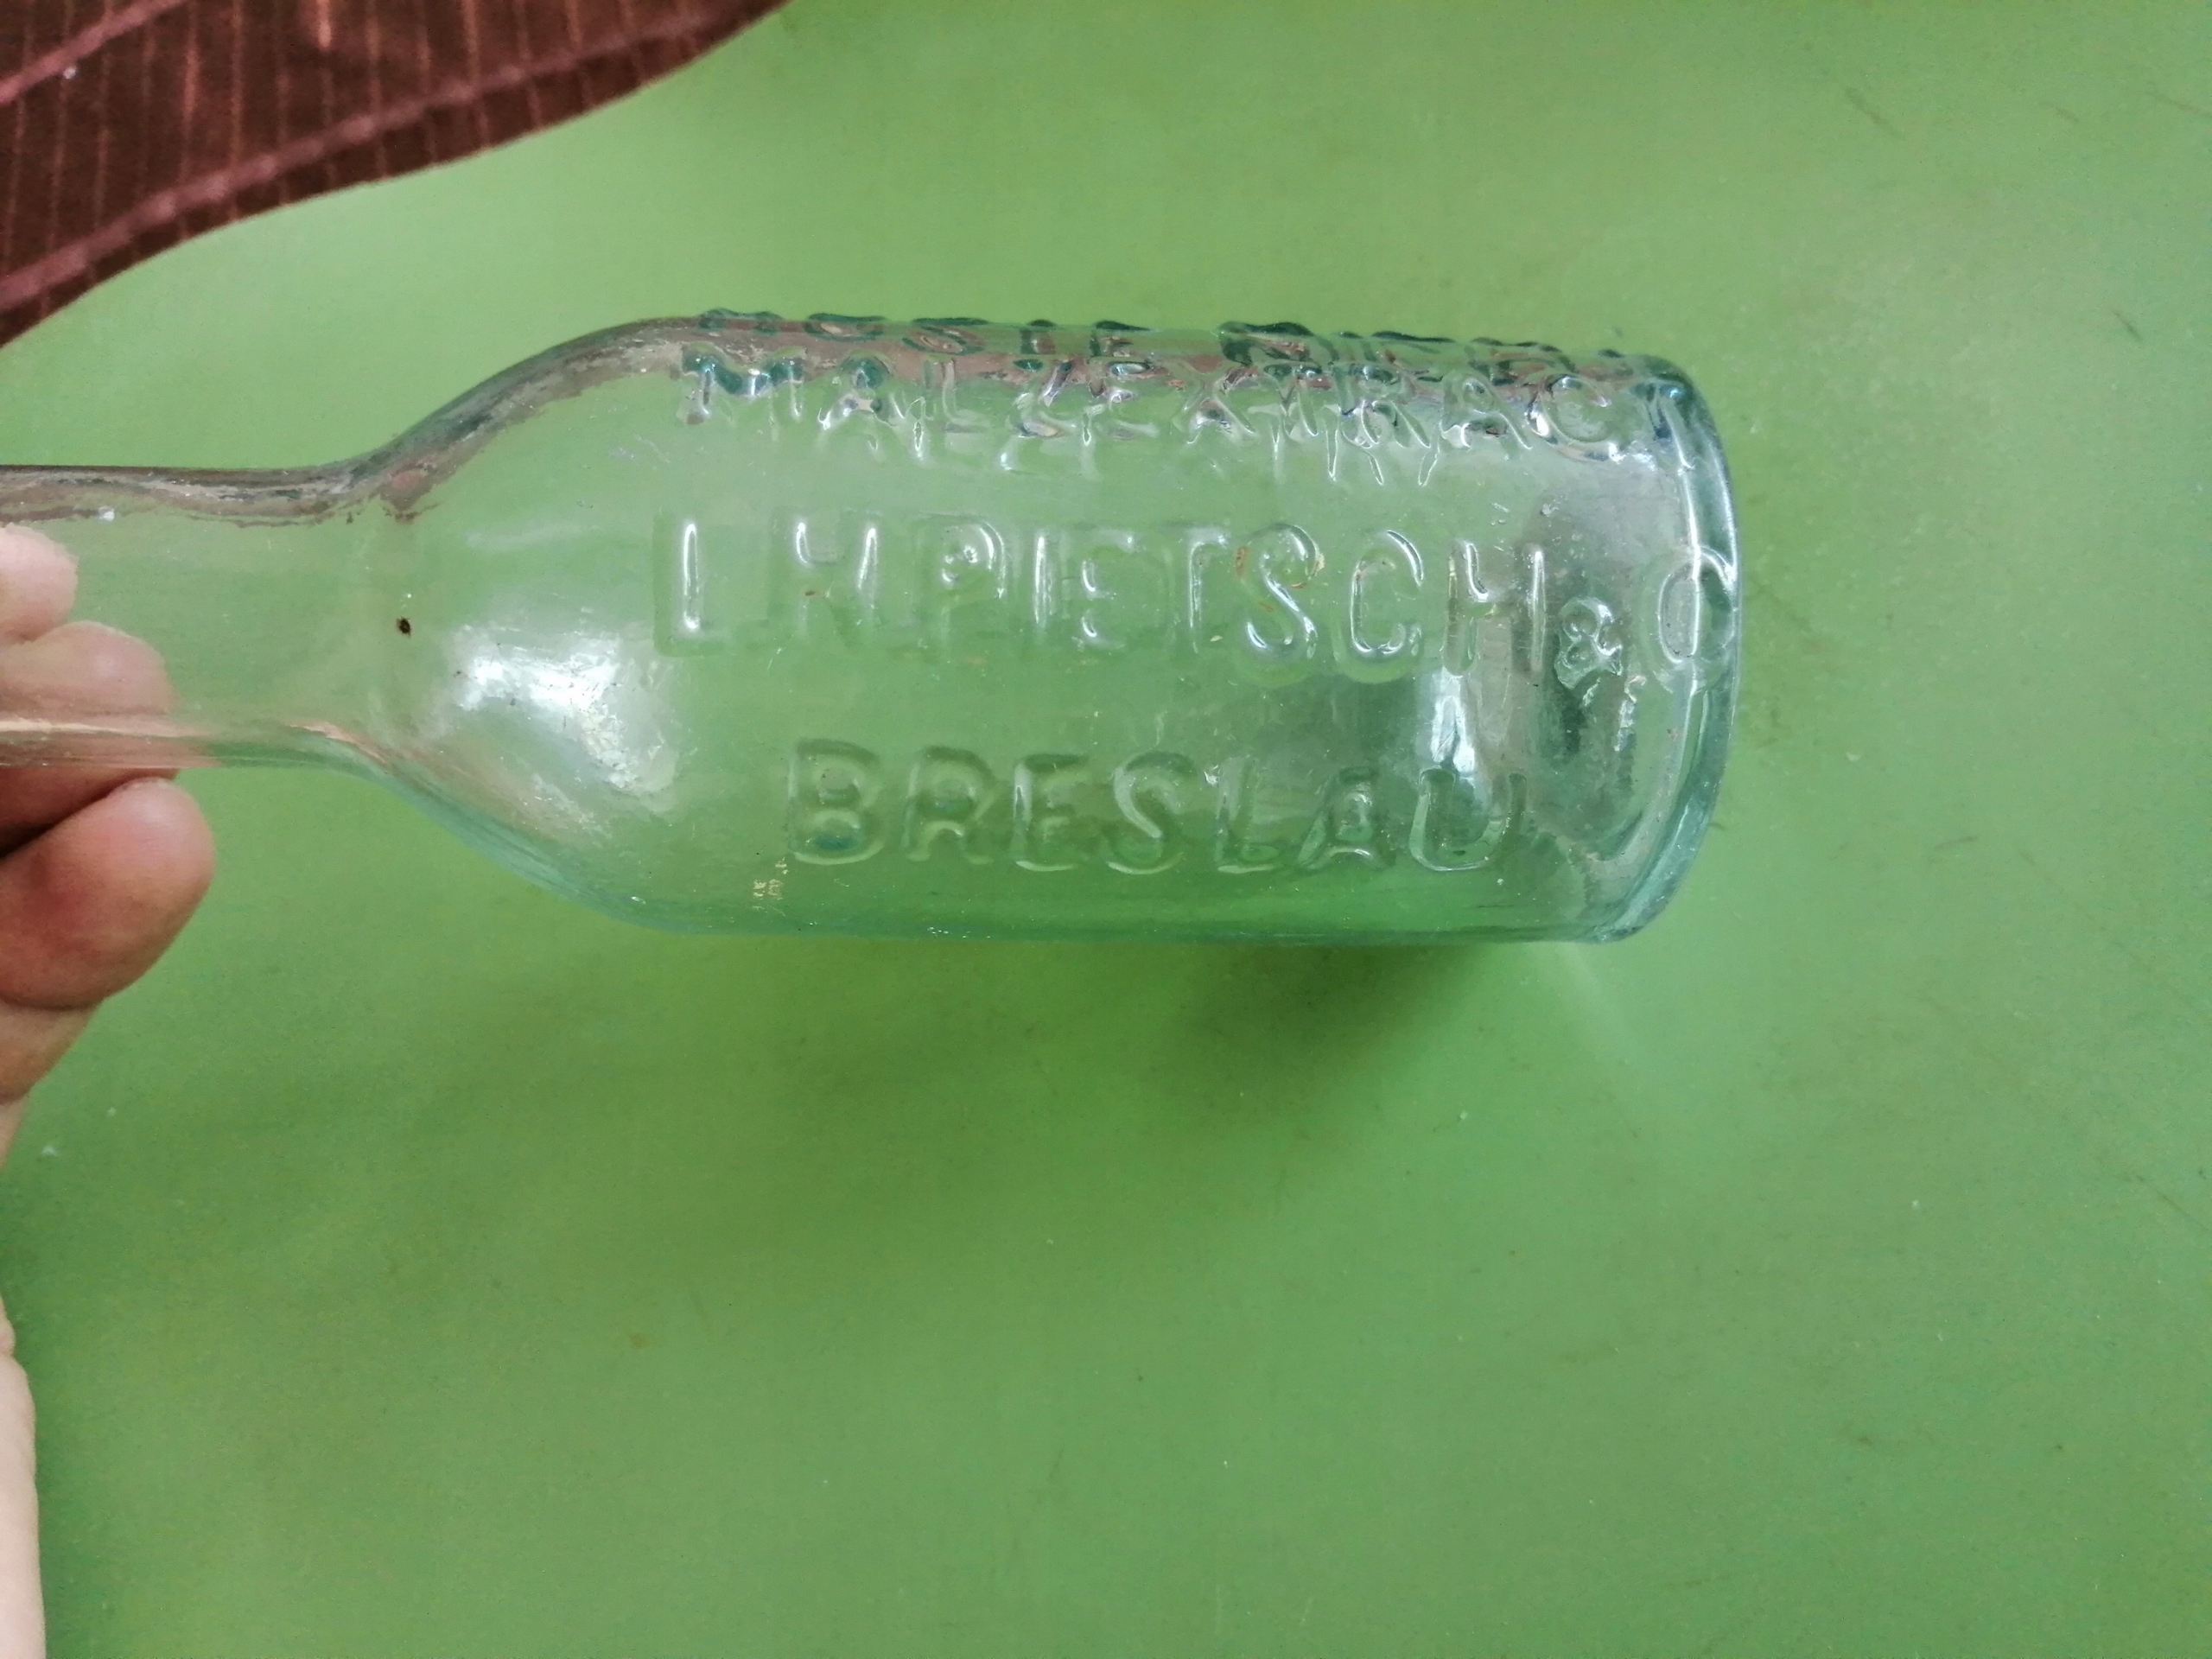 MALZEXTRACT
L.H.PIETSCH & C
BRESLAU